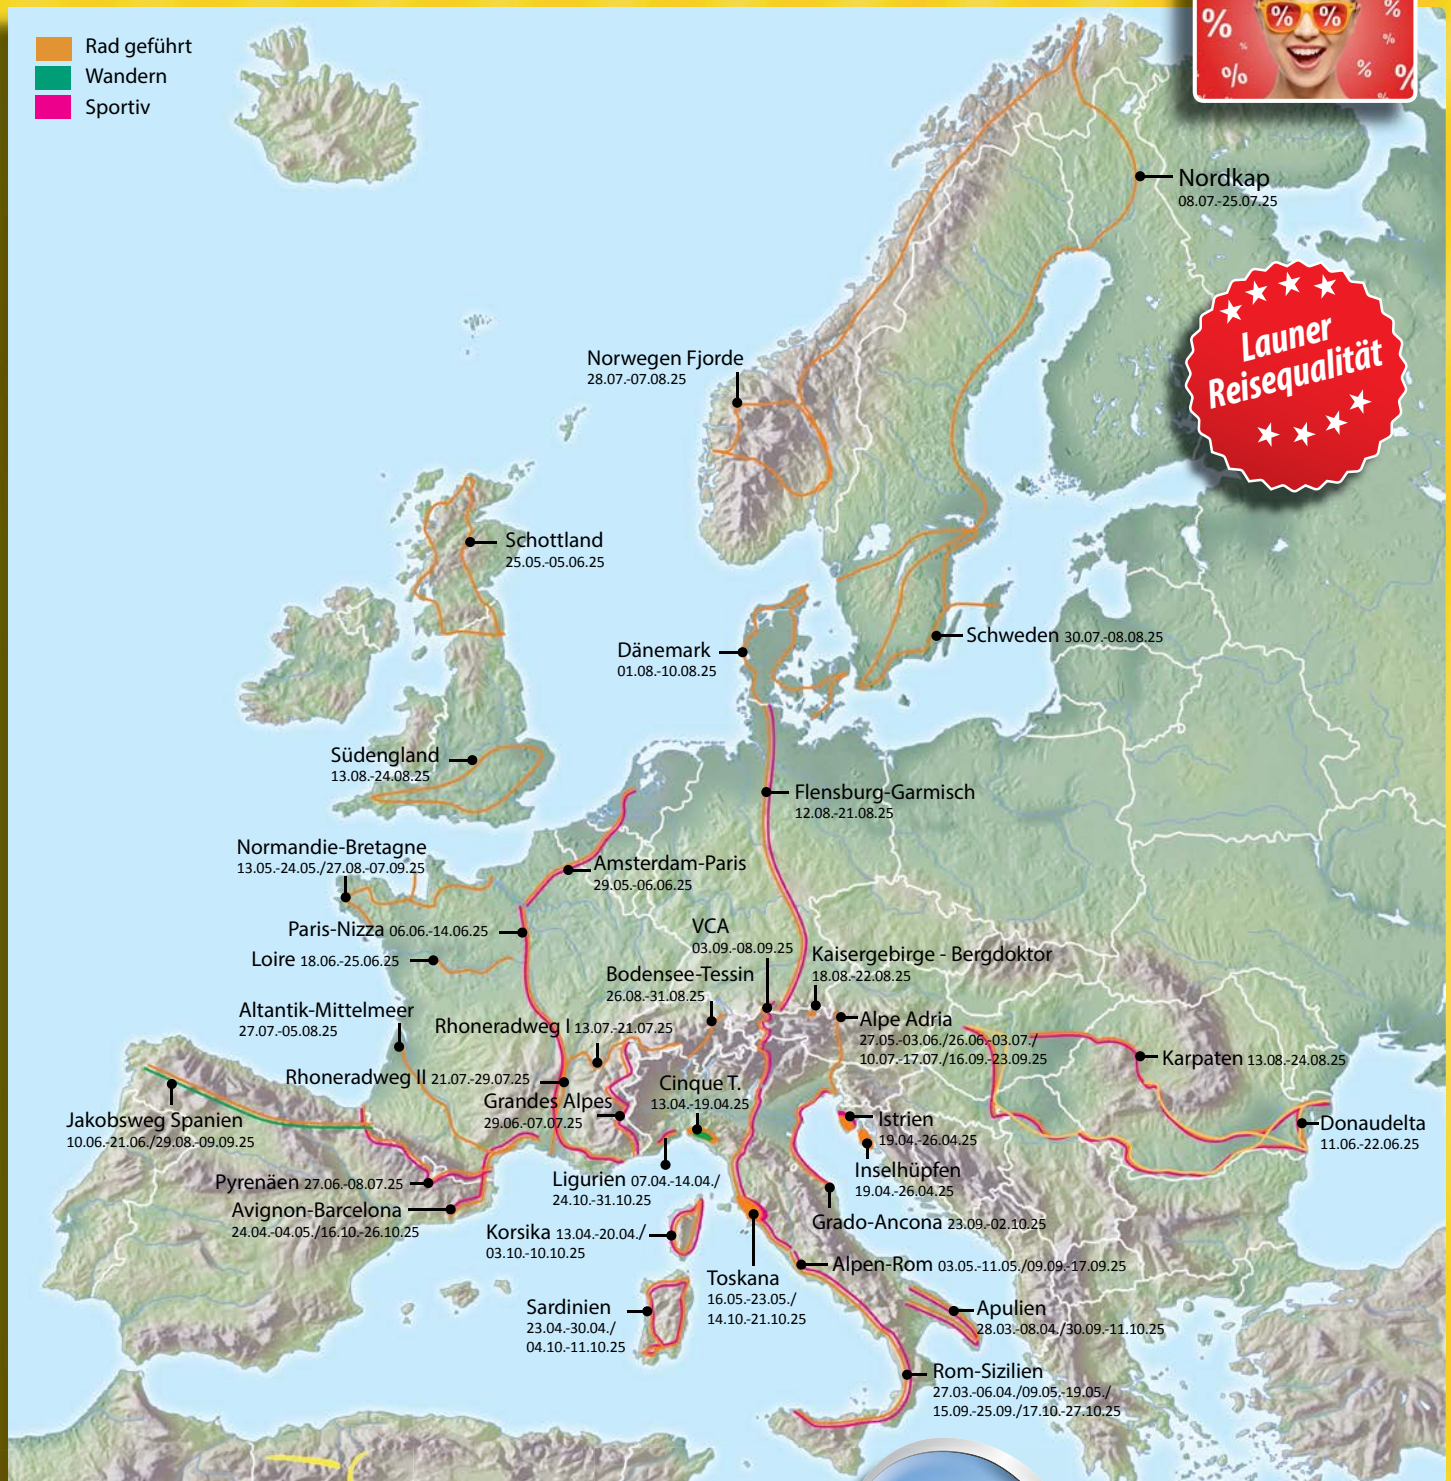 Rad geführt
Wandern
Sportiv
% % % % % % % % % %
Nordkap
08.07.-25.07.25
Launer
Reisequalität
Norwegen Fjorde
28.07.-07.08.25
Schottland
25.05.-05.06.25
Dänemark
01.08.-10.08.25
Schweden 30.07.-08.08.25
Südengland
13.08.-24.08.25
Flensburg-Garmisch
12.08.-21.08.25
Normandie-Bretagne
13.05.-24.05./27.08.-07.09.25
Amsterdam-Paris
29.05.-06.06.25
Paris-Nizza 06.06.-14.06.25
VCA
03.09.-08.09.25
Loire 18.06.-25.06.25
Kaisergebirge - Bergdoktor
18.08.-22.08.25
Bodensee-Tessin
26.08.-31.08.25
Altantik-Mittelmeer
27.07.-05.08.25
Rhoneradweg I 13.07.-21.07.25
Alpe Adria
27.05.-03.06./26.06.-03.07./
10.07.-17.07./16.09.-23.09.25
Karpaten 13.08.-24.08.25
Rhoneradweg II 21.07.-29.07.25
Cinque T.
13.04.-19.04.25
Grandes Alpes
29.06.-07.07.25
Jakobsweg Spanien
10.06.-21.06./29.08.-09.09.25
Istrien
19.04.-26.04.25
Donaudelta
11.06.-22.06.25
Inselhüpfen
19.04.-26.04.25
Pyrenäen 27.06.-08.07.25
Ligurien 07.04.-14.04./
24.10.-31.10.25
Avignon-Barcelona
24.04.-04.05./16.10.-26.10.25
Grado-Ancona 23.09.-02.10.25
Korsika 13.04.-20.04./
03.10.-10.10.25
Alpen-Rom 03.05.-11.05./09.09.-17.09.25
Toskana
16.05.-23.05./
14.10.-21.10.25
Sardinien
23.04.-30.04./
04.10.-11.10.25
Apulien
28.03.-08.04./30.09.-11.10.25
Rom-Sizilien
27.03.-06.04./09.05.-19.05./
15.09.-25.09./17.10.-27.10.25